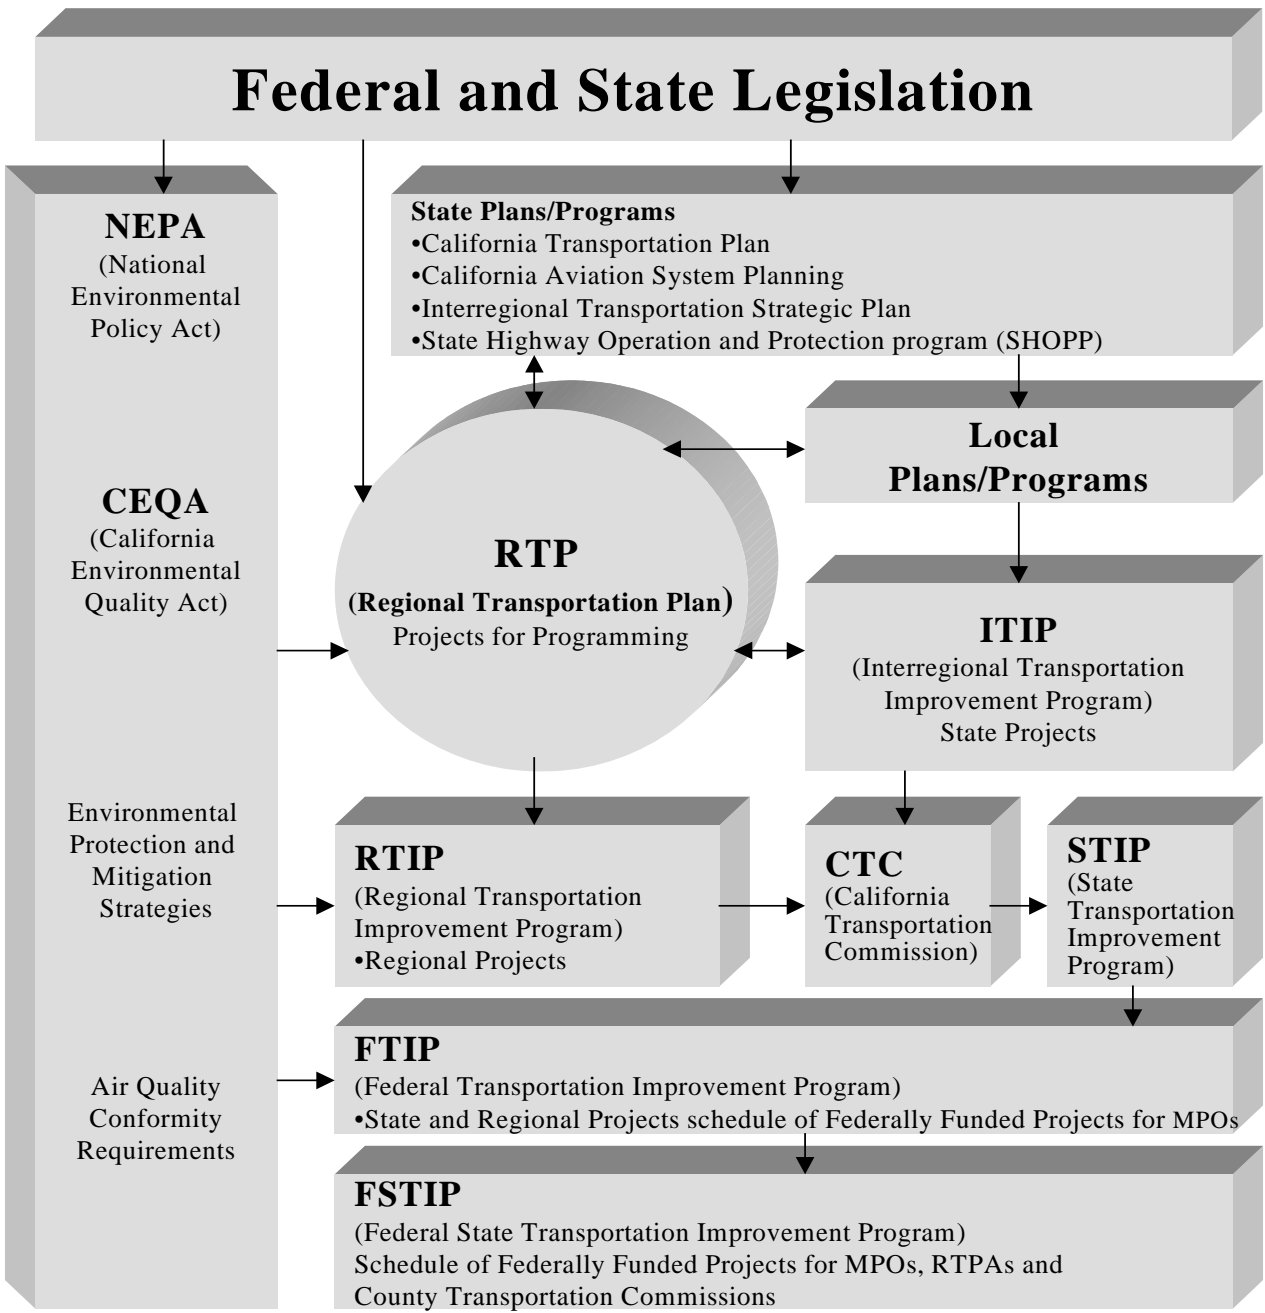 Federal and State Legislation
NEPA
(National
Environmental
Policy Act)
CEQA
(California
Environmental
Quality Act)
Environmental
Protection and
Mitigation
Strategies
Air Quality
Conformity
Requirements
State Plans/Programs
•California Transportation Plan
•California Aviation System Planning
•Interregional Transportation Strategic Plan
•State Highway Operation and Protection program (SHOPP)
Local
Plans/Programs
RTP
(Regional Transportation Plan)
Projects for Programming
ITIP
(Interregional Transportation
Improvement Program)
State Projects
RTIP
(Regional Transportation
Improvement Program)
•Regional Projects
CTC
(California
Transportation
Commission)
STIP
(State
Transportation
Improvement
Program)
FTIP
(Federal Transportation Improvement Program)
•State and Regional Projects schedule of Federally Funded Projects for MPOs
FSTIP
(Federal State Transportation Improvement Program)
Schedule of Federally Funded Projects for MPOs, RTPAs and
County Transportation Commissions